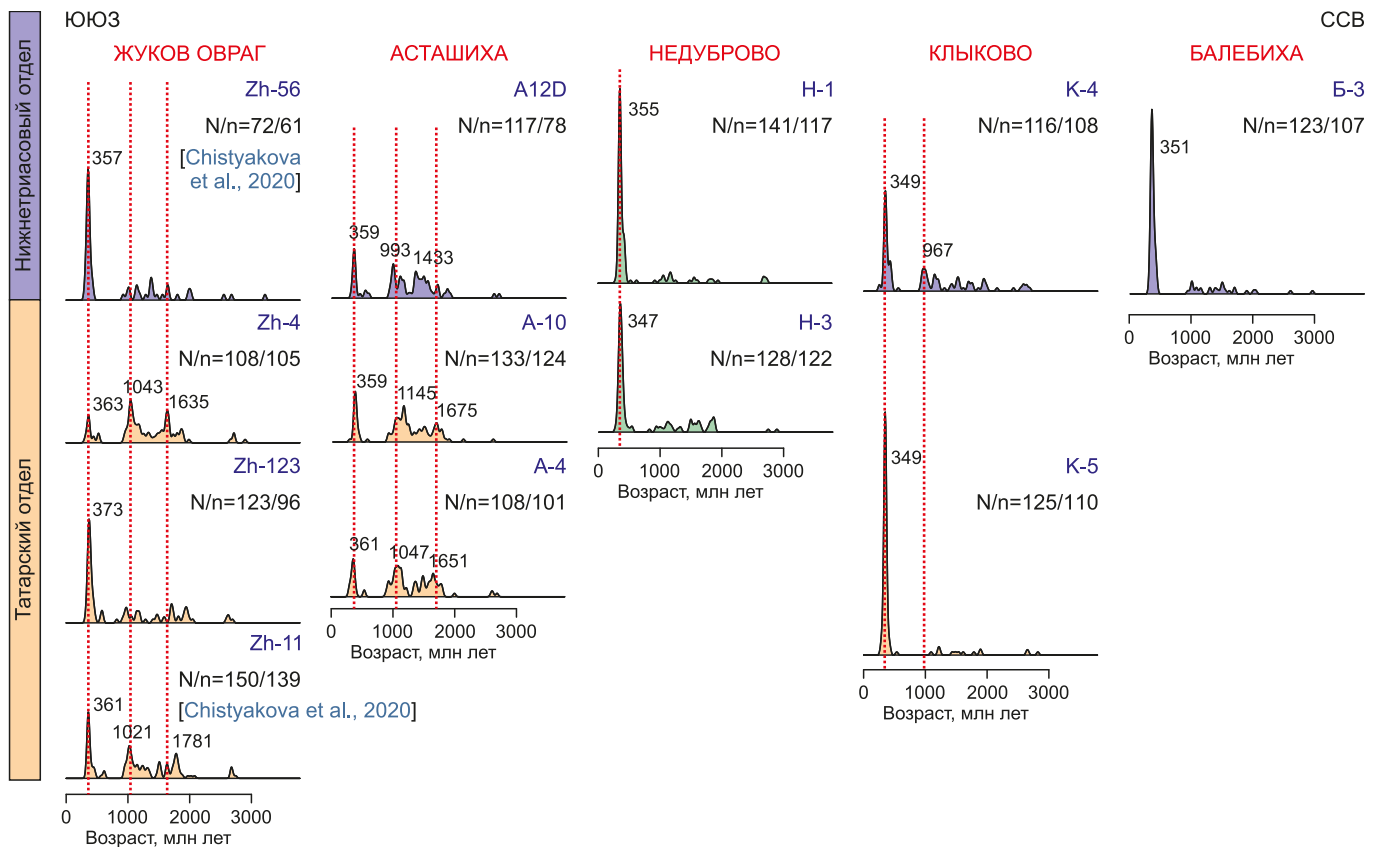 ЮЮЗ
ССВ
Нижнетриасовый отдел
Татарский отдел
ЖУКОВ ОВРАГ
Zh-56
N/n=72/61
[Chistyakova
et al., 2020]
357
Zh-4
N/n=108/105
363
1043
1635
Zh-123
N/n=123/96
373
Zh-11
N/n=150/139
[Chistyakova et al., 2020]
361
1021
1781
0 1000 2000 3000
Возраст, млн лет
АСТАШИХА
A12D
N/n=117/78
359
993
1433
A-10
N/n=133/124
359
1145
1675
A-4
N/n=108/101
361
1047
1651
0 1000 2000 3000
Возраст, млн лет
НЕДУБРОВО
Н-1
N/n=141/117
355
Н-3
N/n=128/122
347
0 1000 2000 3000
Возраст, млн лет
КЛЫКОВО
К-4
N/n=116/108
349
967
К-5
N/n=125/110
349
0 1000 2000 3000
Возраст, млн лет
БАЛЕБИХА
Б-3
N/n=123/107
351
0 1000 2000 3000
Возраст, млн лет